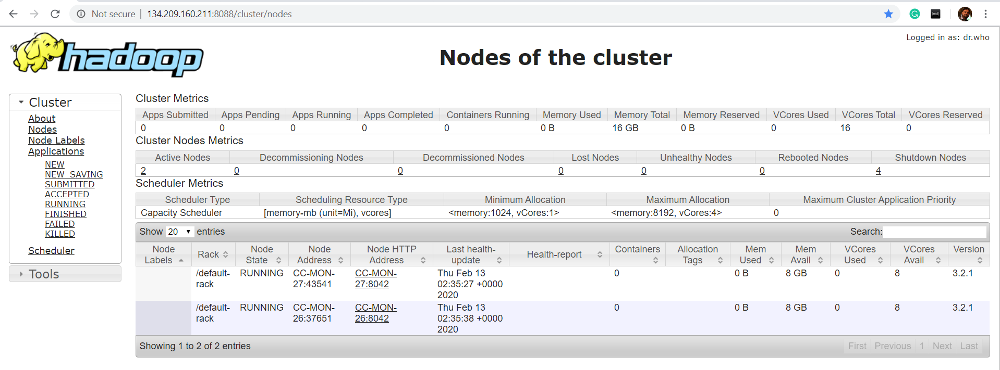 Not secure | 134.209.160.211:8088/cluster/nodes
hadoop
Logged in as: dr.who
Nodes of the cluster
Cluster
About
Nodes
Node Labels
Applications
NEW
NEW_SAVING
SUBMITTED
ACCEPTED
RUNNING
FINISHED
FAILED
KILLED
Scheduler
Tools
Cluster Metrics
Apps Submitted Apps Pending Apps Running Apps Completed Containers Running Memory Used Memory Total Memory Reserved VCores Used VCores Total VCores Reserved
0 0 0 0 0 0 B 16 GB 0 B 0 16 0
Cluster Nodes Metrics
Active Nodes Decommissioning Nodes Decommissioned Nodes Lost Nodes Unhealthy Nodes Rebooted Nodes Shutdown Nodes
2 0 0 0 0 0 4
Scheduler Metrics
Scheduler Type Scheduling Resource Type Minimum Allocation Maximum Allocation Maximum Cluster Application Priority
Capacity Scheduler [memory-mb (unit=Mi), vcores] <memory:1024, vCores:1> <memory:8192, vCores:4> 0
Show 20 entries Search:
Node Node Node Node HTTP Last health- Containers Allocation Mem Mem VCores VCores Version
Labels Rack State Address Address update Health-report Tags Used Avail Used Avail
/default- RUNNING CC-MON- CC-MON- Thu Feb 13 0 0 B 8 GB 0 8 3.2.1
rack 27:43541 27:8042 02:35:27 +0000
2020
/default- RUNNING CC-MON- CC-MON- Thu Feb 13 0 0 B 8 GB 0 8 3.2.1
rack 26:37651 26:8042 02:35:38 +0000
2020
Showing 1 to 2 of 2 entries First Previous 1 Next Last